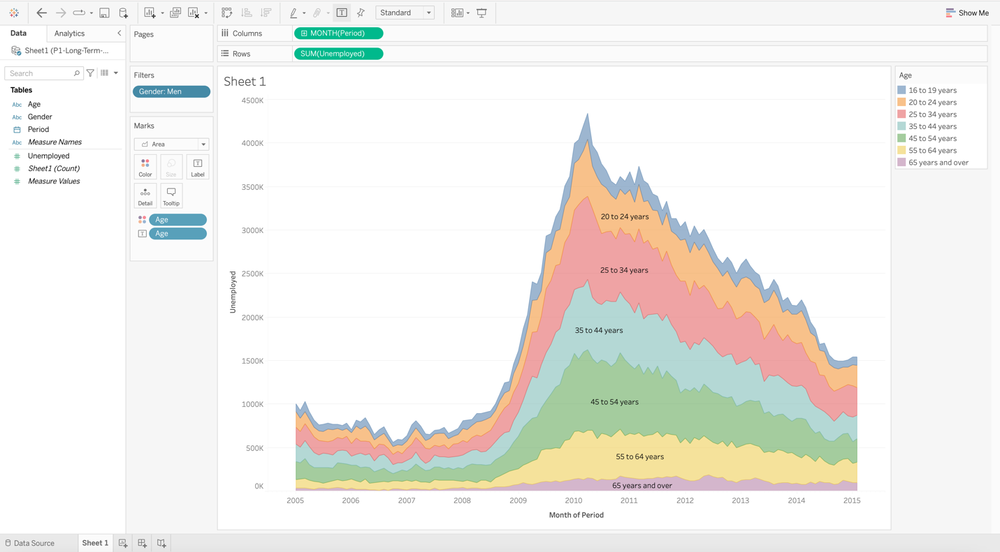 Standard
Show Me
Data
Analytics
Pages
Columns
MONTH(Period)
Sheet1 (P1-Long-Term-...
Rows
SUM(Unemployed)
Search
Tables
Abc Age
Abc Gender
Period
Abc Measure Names
Unemployed
Sheet1 (Count)
Measure Values
Filters
Gender: Men
Marks
Area
Color
Size
Label
Detail
Tooltip
Age
Age
Sheet 1
4500K
4000K
3500K
3000K
2500K
2000K
1500K
1000K
500K
0K
Unemployed
20 to 24 years
25 to 34 years
35 to 44 years
45 to 54 years
55 to 64 years
65 years and over
2005 2006 2007 2008 2009 2010 2011 2012 2013 2014 2015
Month of Period
Age
16 to 19 years
20 to 24 years
25 to 34 years
35 to 44 years
45 to 54 years
55 to 64 years
65 years and over
Data Source
Sheet 1